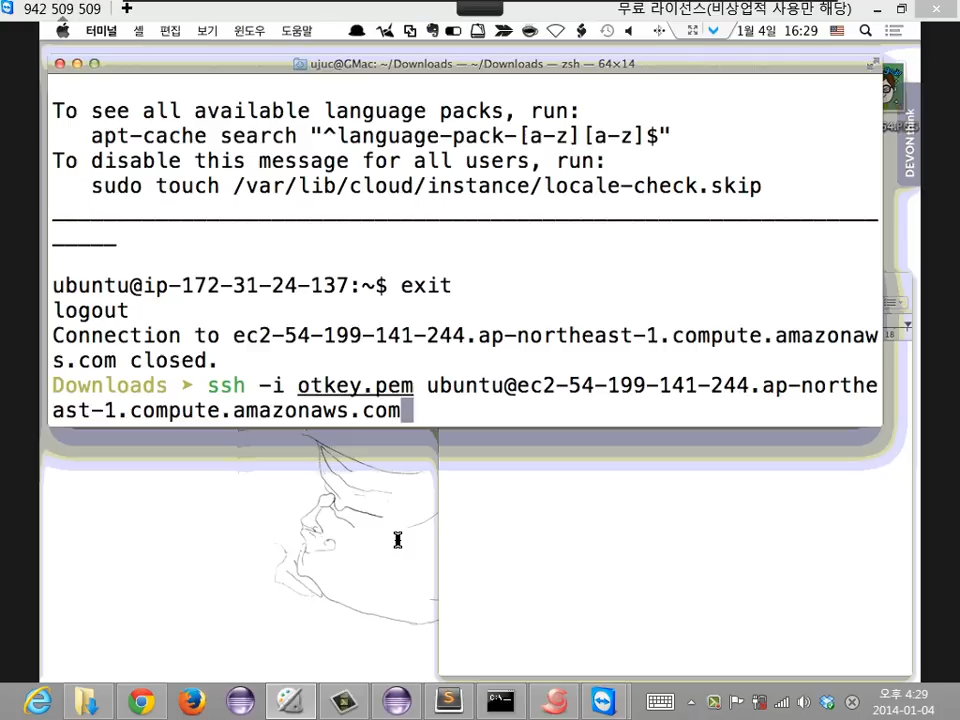 942 509 509
무료 라이선스(비상업적 사용만 해당)
터미널 셸 편집 보기 윈도우 도움말
1월 4일 16:29
ujuc@GMac: ~/Downloads — ~/Downloads — zsh — 64×14
To see all available language packs, run:
apt-cache search "^language-pack-[a-z][a-z]$"
To disable this message for all users, run:
sudo touch /var/lib/cloud/instance/locale-check.skip
ubuntu@ip-172-31-24-137:~$ exit
logout
Connection to ec2-54-199-141-244.ap-northeast-1.compute.amazonaw
s.com closed.
Downloads ➤ ssh -i otkey.pem ubuntu@ec2-54-199-141-244.ap-northe
ast-1.compute.amazonaws.com
DEVONthink
18
오후 4:29
2014-01-04